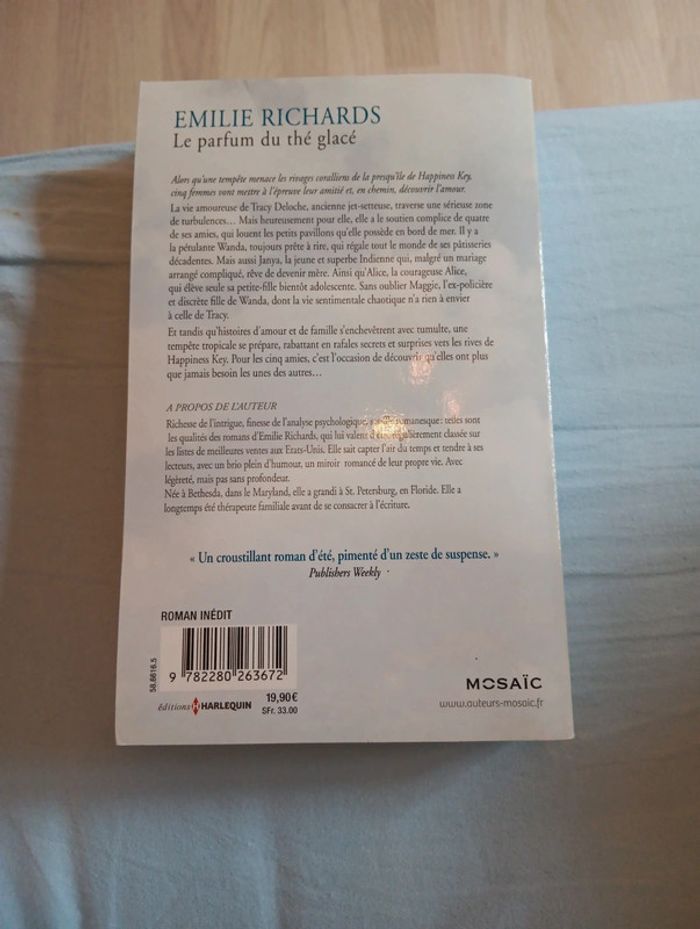 EMILIE RICHARDS
Le parfum du thé glacé
Alors qu'une tempête menace les rivages coralliens de la presqu'île de Happiness Key,
cinq femmes vont mettre à l'épreuve leur amitié et, en chemin, découvrir l'amour.
La vie amoureuse de Tracy Deloche, ancienne jet-setteuse, traverse une sérieuse zone
de turbulences... Mais heureusement pour elle, elle a le soutien complice de quatre
de ses amies, qui louent les petits pavillons qu'elle possède en bord de mer. Il y a
la pétulante Wanda, toujours prête à rire, qui régale tout le monde de ses pâtisseries
décadentes. Mais aussi Janya, la jeune et superbe Indienne qui, malgré un mariage
arrangé compliqué, rêve de devenir mère. Ainsi qu'Alice, la courageuse Alice,
qui élève seule sa petite-fille bientôt adolescente. Sans oublier Maggie, l'ex-policière
et discrète fille de Wanda, dont la vie sentimentale chaotique n'a rien à envier
à celle de Tracy.
Et tandis qu'histoires d'amour et de famille s'enchevêtrent avec tumulte, une
tempête tropicale se prépare, rabattant en rafales secrets et surprises vers les rives de
Happiness Key. Pour les cinq amies, c'est l'occasion de découvrir qu'elles ont plus
que jamais besoin les unes des autres...
A PROPOS DE L'AUTEUR
Richesse de l'intrigue, finesse de l'analyse psychologique, romanesque : telles sont
les qualités des romans d'Emilie Richards, qui lui valent d'être régulièrement classée sur
les listes de meilleures ventes aux Etats-Unis. Elle sait capter l'air du temps et tendre à ses
lecteurs, avec un brio plein d'humour, un miroir romancé de leur propre vie. Avec
légèreté, mais pas sans profondeur.
Née à Bethesda, dans le Maryland, elle a grandi à St. Petersburg, en Floride. Elle a
longtemps été thérapeute familiale avant de se consacrer à l'écriture.
« Un croustillant roman d'été, pimenté d'un zeste de suspense. »
Publishers Weekly
ROMAN INÉDIT
58.6616.5
9 782280 263672
éditions HARLEQUIN
19,90€
SFr. 33.00
MOSAÏC
www.auteurs-mosaic.fr